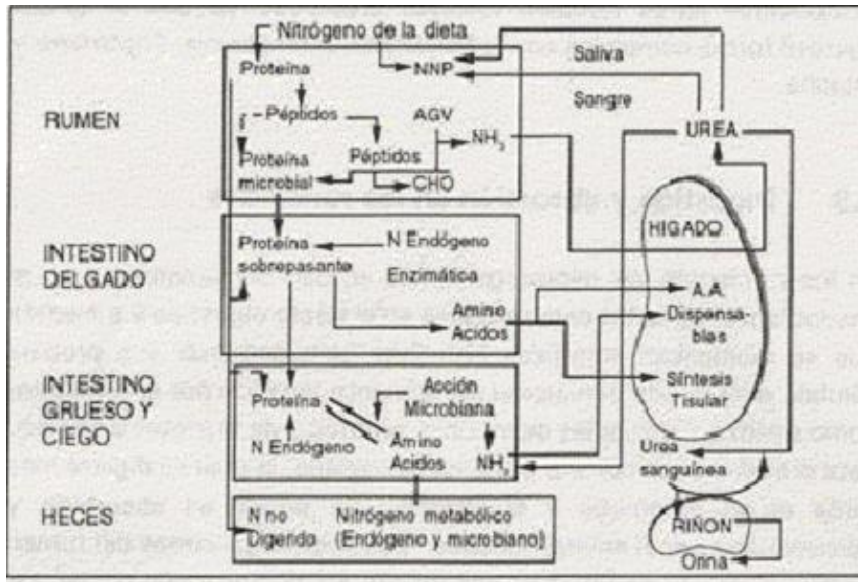 Nitrógeno de la dieta
Proteína
NNP
Saliva
Sangre
RUMEN
Péptidos
AGV
NH3
UREA
Proteína
microbial
Péptidos
CHO
HIGADO
INTESTINO
DELGADO
Proteína
sobrepasante
N Endógeno
Enzimática
Amino
Acidos
A.A.
Dispensa
bles
Síntesis
Tisular
INTESTINO
GRUESO Y
CIEGO
Proteína
Acción
Microbiana
N Endógeno
Amino
Acidos
NH3
Urea
sanguínea
HECES
N no
Digerido
Nitrógeno metabólico
(Endógeno y microbiano)
RIÑON
Orina